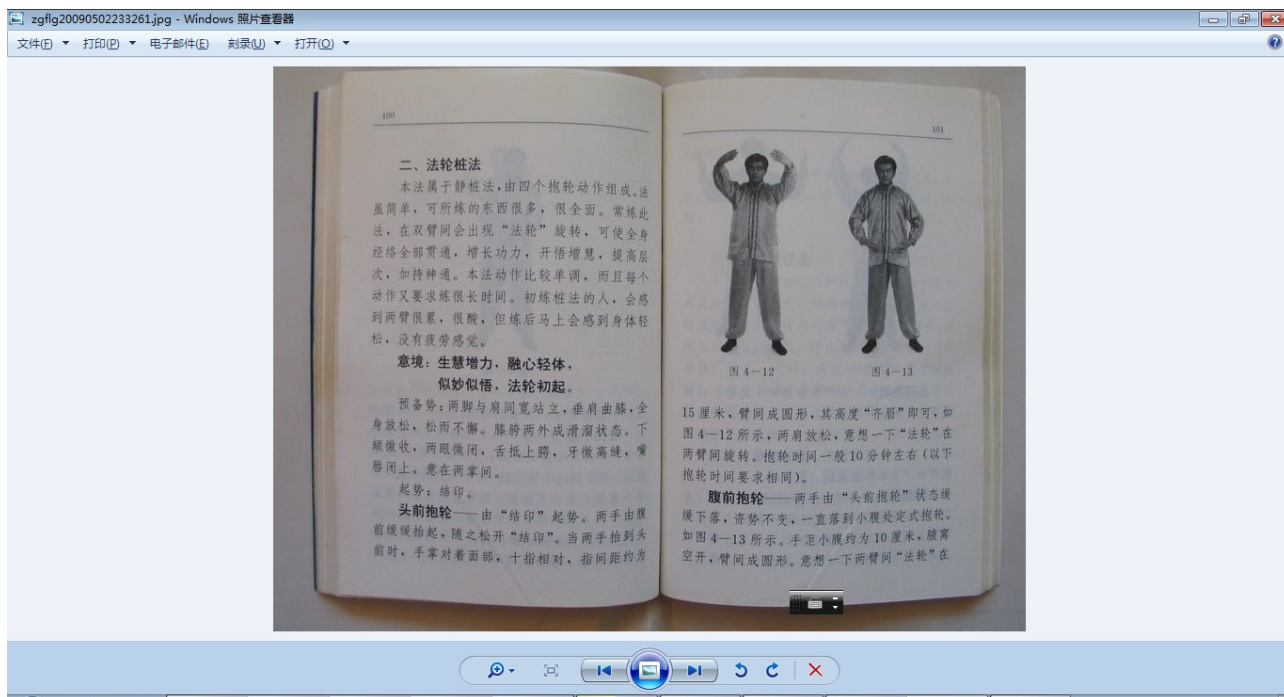 zgflg20090502233261.jpg - Windows 照片查看器
文件(F) 打印(P) 电子邮件(E) 刻录(U) 打开(O)
100
二、法轮桩法
本法属于静桩法，由四个抱轮动作组成。法
虽简单，可所炼的东西很多，很全面。常炼此
法，在双臂间会出现“法轮”旋转，可使全身
经络全部贯通，增长功力，开悟增慧，提高层
次，加持神通。本法动作比较单调，而且每个
动作又要求炼很长时间。初炼桩法的人，会感
到两臂很累，很酸，但炼后马上会感到身体轻
松，没有疲劳感觉。
意境：生慧增力，融心轻体，
似妙似悟，法轮初起。
预备势：两脚与肩同宽站立，垂肩曲膝，全
身放松，松而不懈。膝胯两外成滑溜状态。下
颏微收，两眼微闭，舌抵上腭，牙微离缝，嘴
唇闭上。意在两掌间。
起势：结印。
头前抱轮——由“结印”起势。两手由腹
前缓缓抬起，随之松开“结印”。当两手抬到头
前时，手掌对着面部，十指相对，指间距约为
101
图 4－12
图 4－13
15 厘米，臂间成圆形，其高度“齐眉”即可，如
图 4－12 所示，两肩放松，意想一下“法轮”在
两臂间旋转。抱轮时间一般 10 分钟左右（以下
抱轮时间要求相同）。
腹前抱轮——两手由“头前抱轮”状态缓
缓下落，姿势不变，一直落到小腹处定式抱轮。
如图 4－13 所示。手距小腹约为 10 厘米，腋窝
空开，臂间成圆形。意想一下两臂间“法轮”在